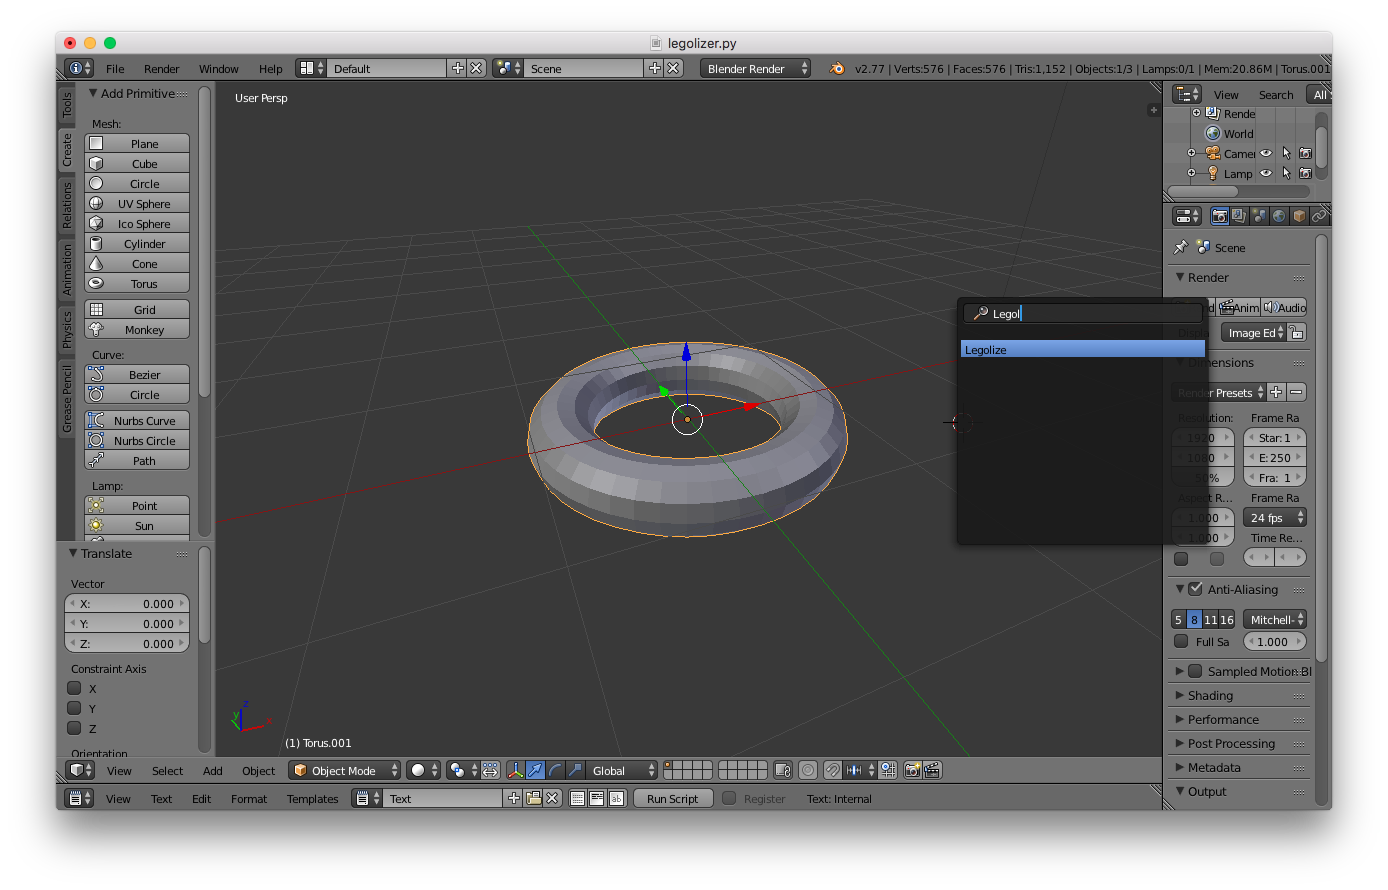 legolizer.py
File Render Window Help Default Scene Blender Render v2.77 | Verts:576 | Faces:576 | Tris:1,152 | Objects:1/3 | Lamps:0/1 | Mem:20.86M | Torus.001
Tools
Create
Relations
Animation
Physics
Grease Pencil
Add Primitive
Mesh:
Plane
Cube
Circle
UV Sphere
Ico Sphere
Cylinder
Cone
Torus
Grid
Monkey
Curve:
Bezier
Circle
Nurbs Curve
Nurbs Circle
Path
Lamp:
Point
Sun
Translate
Vector
X: 0.000
Y: 0.000
Z: 0.000
Constraint Axis
X
Y
Z
Orientation
User Persp
z
y
x
(1) Torus.001
Legol
Legolize
View Search All S
Rende
World
Camer
Lamp
Scene
Render
d Anim Audio
Displa Image Ed
Dimensions
Render Presets
Resolution: Frame Ra
1920 Star: 1
1080 E: 250
50% Fra: 1
Aspect R... Frame Ra
1.000 24 fps
1.000 Time Re...
Anti-Aliasing
5 8 11 16 Mitchell-
Full Sa 1.000
Sampled Motion Bl
Shading
Performance
Post Processing
Metadata
Output
View Select Add Object Object Mode Global
View Text Edit Format Templates Text ab Run Script Register Text: Internal